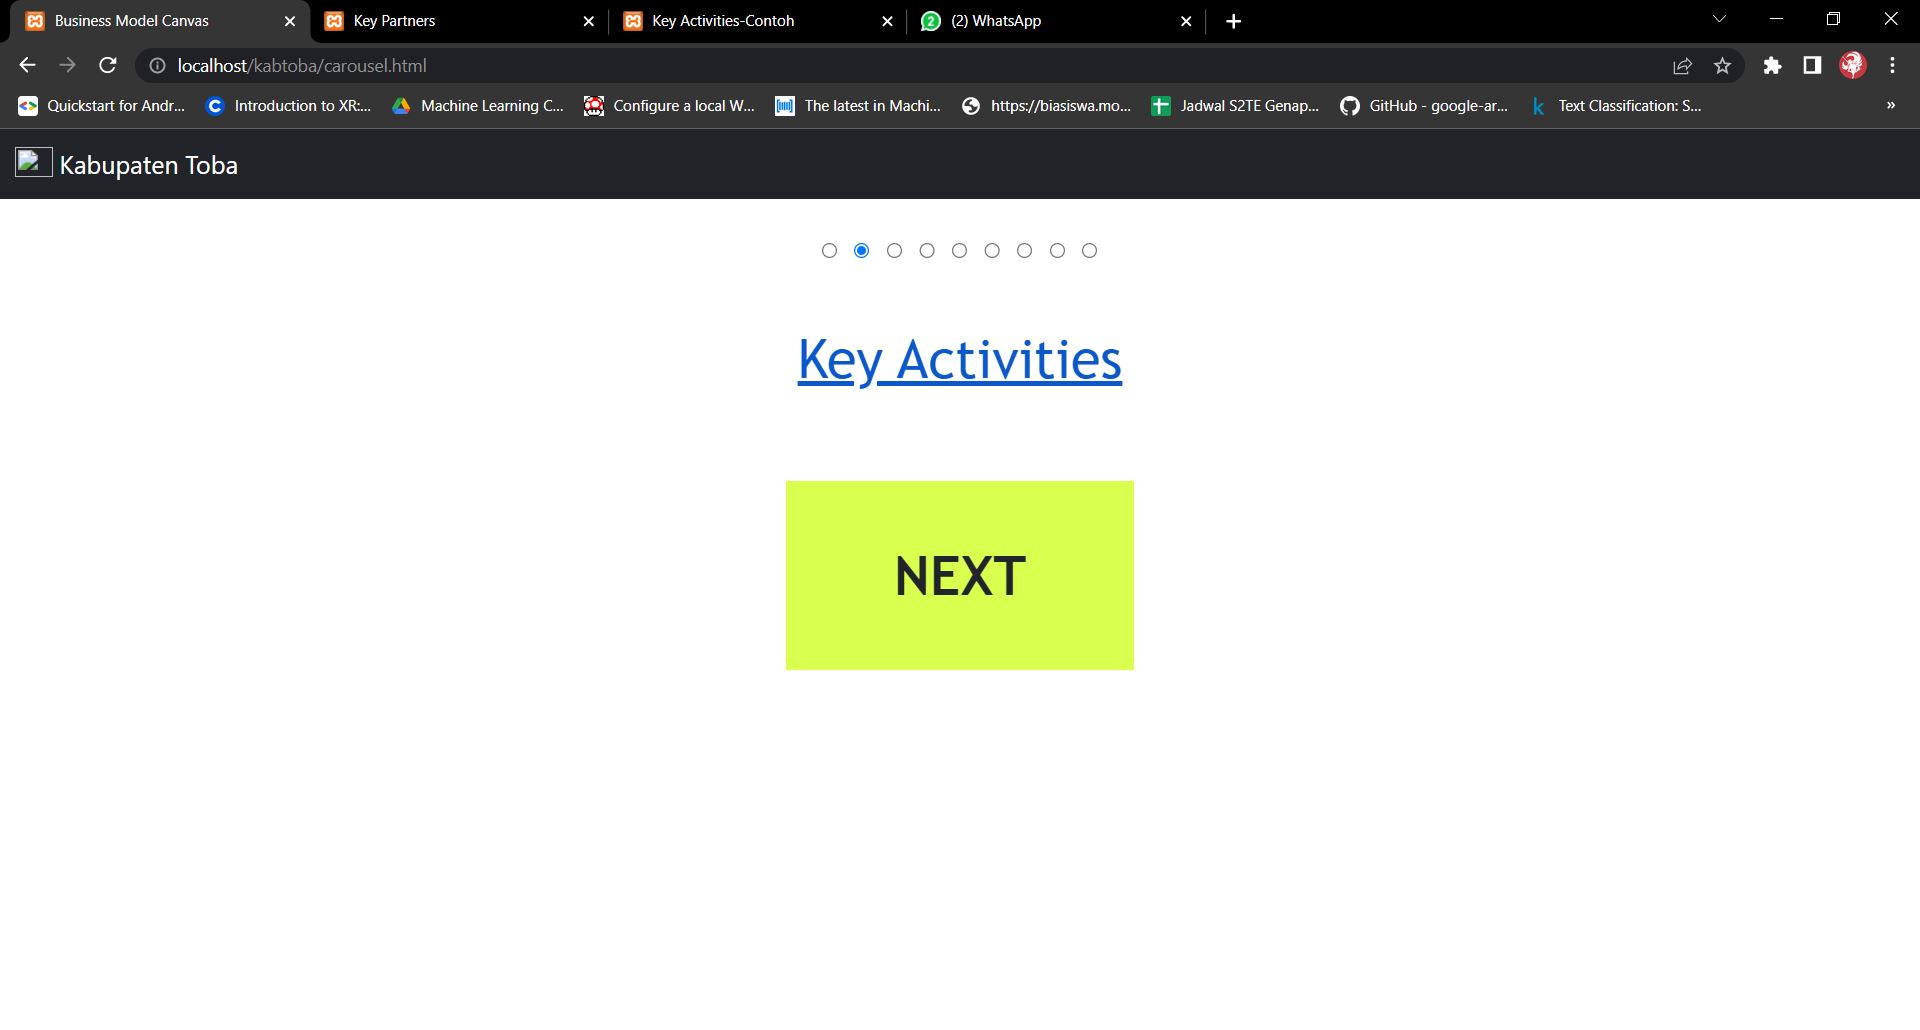 Business Model Canvas
Key Partners
Key Activities-Contoh
2
(2) WhatsApp
localhost/kabtoba/carousel.html
Quickstart for Andr...
C
Introduction to XR:...
Machine Learning C...
Configure a local W...
The latest in Machi...
https://biasiswa.mo...
Jadwal S2TE Genap...
GitHub - google-ar...
k
Text Classification: S...
»
Kabupaten Toba
Key Activities
NEXT